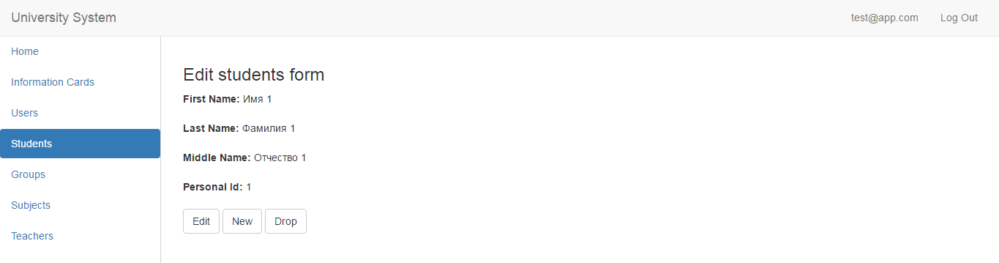 University System test@app.com Log Out
Home
Information Cards
Users
Students
Groups
Subjects
Teachers
Edit students form
First Name: Имя 1
Last Name: Фамилия 1
Middle Name: Отчество 1
Personal Id: 1
Edit New Drop